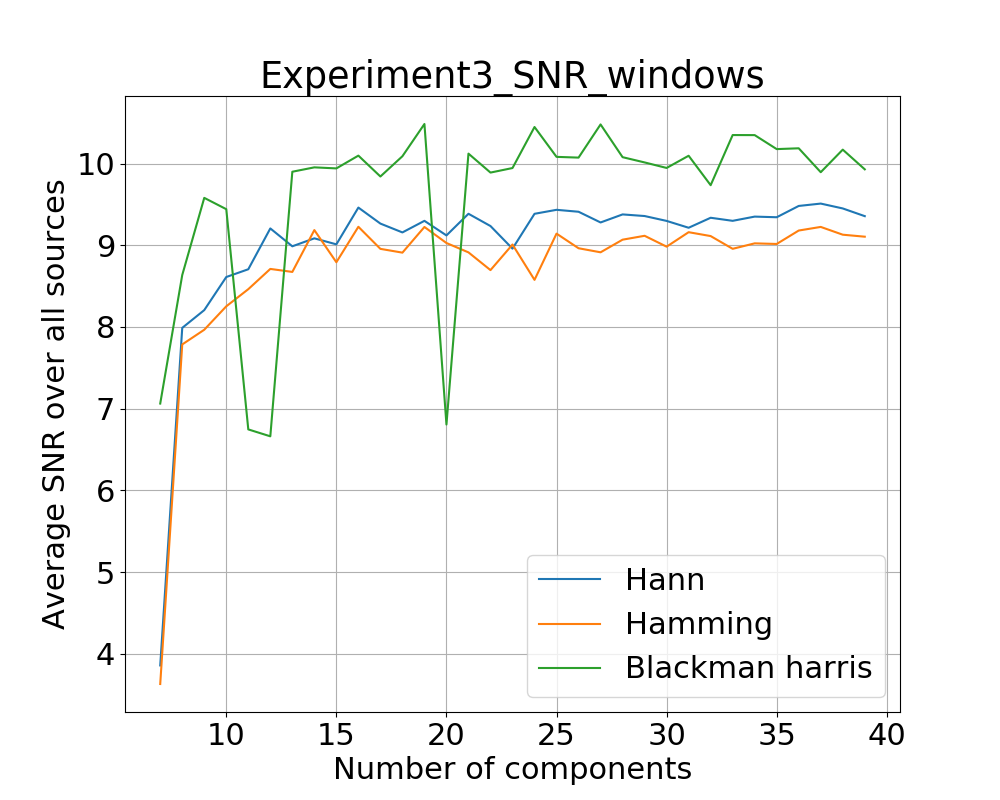 Experiment3_SNR_windows
Average SNR over all sources
10
9
8
7
6
5
4
Hann
Hamming
Blackman harris
10 15 20 25 30 35 40
Number of components